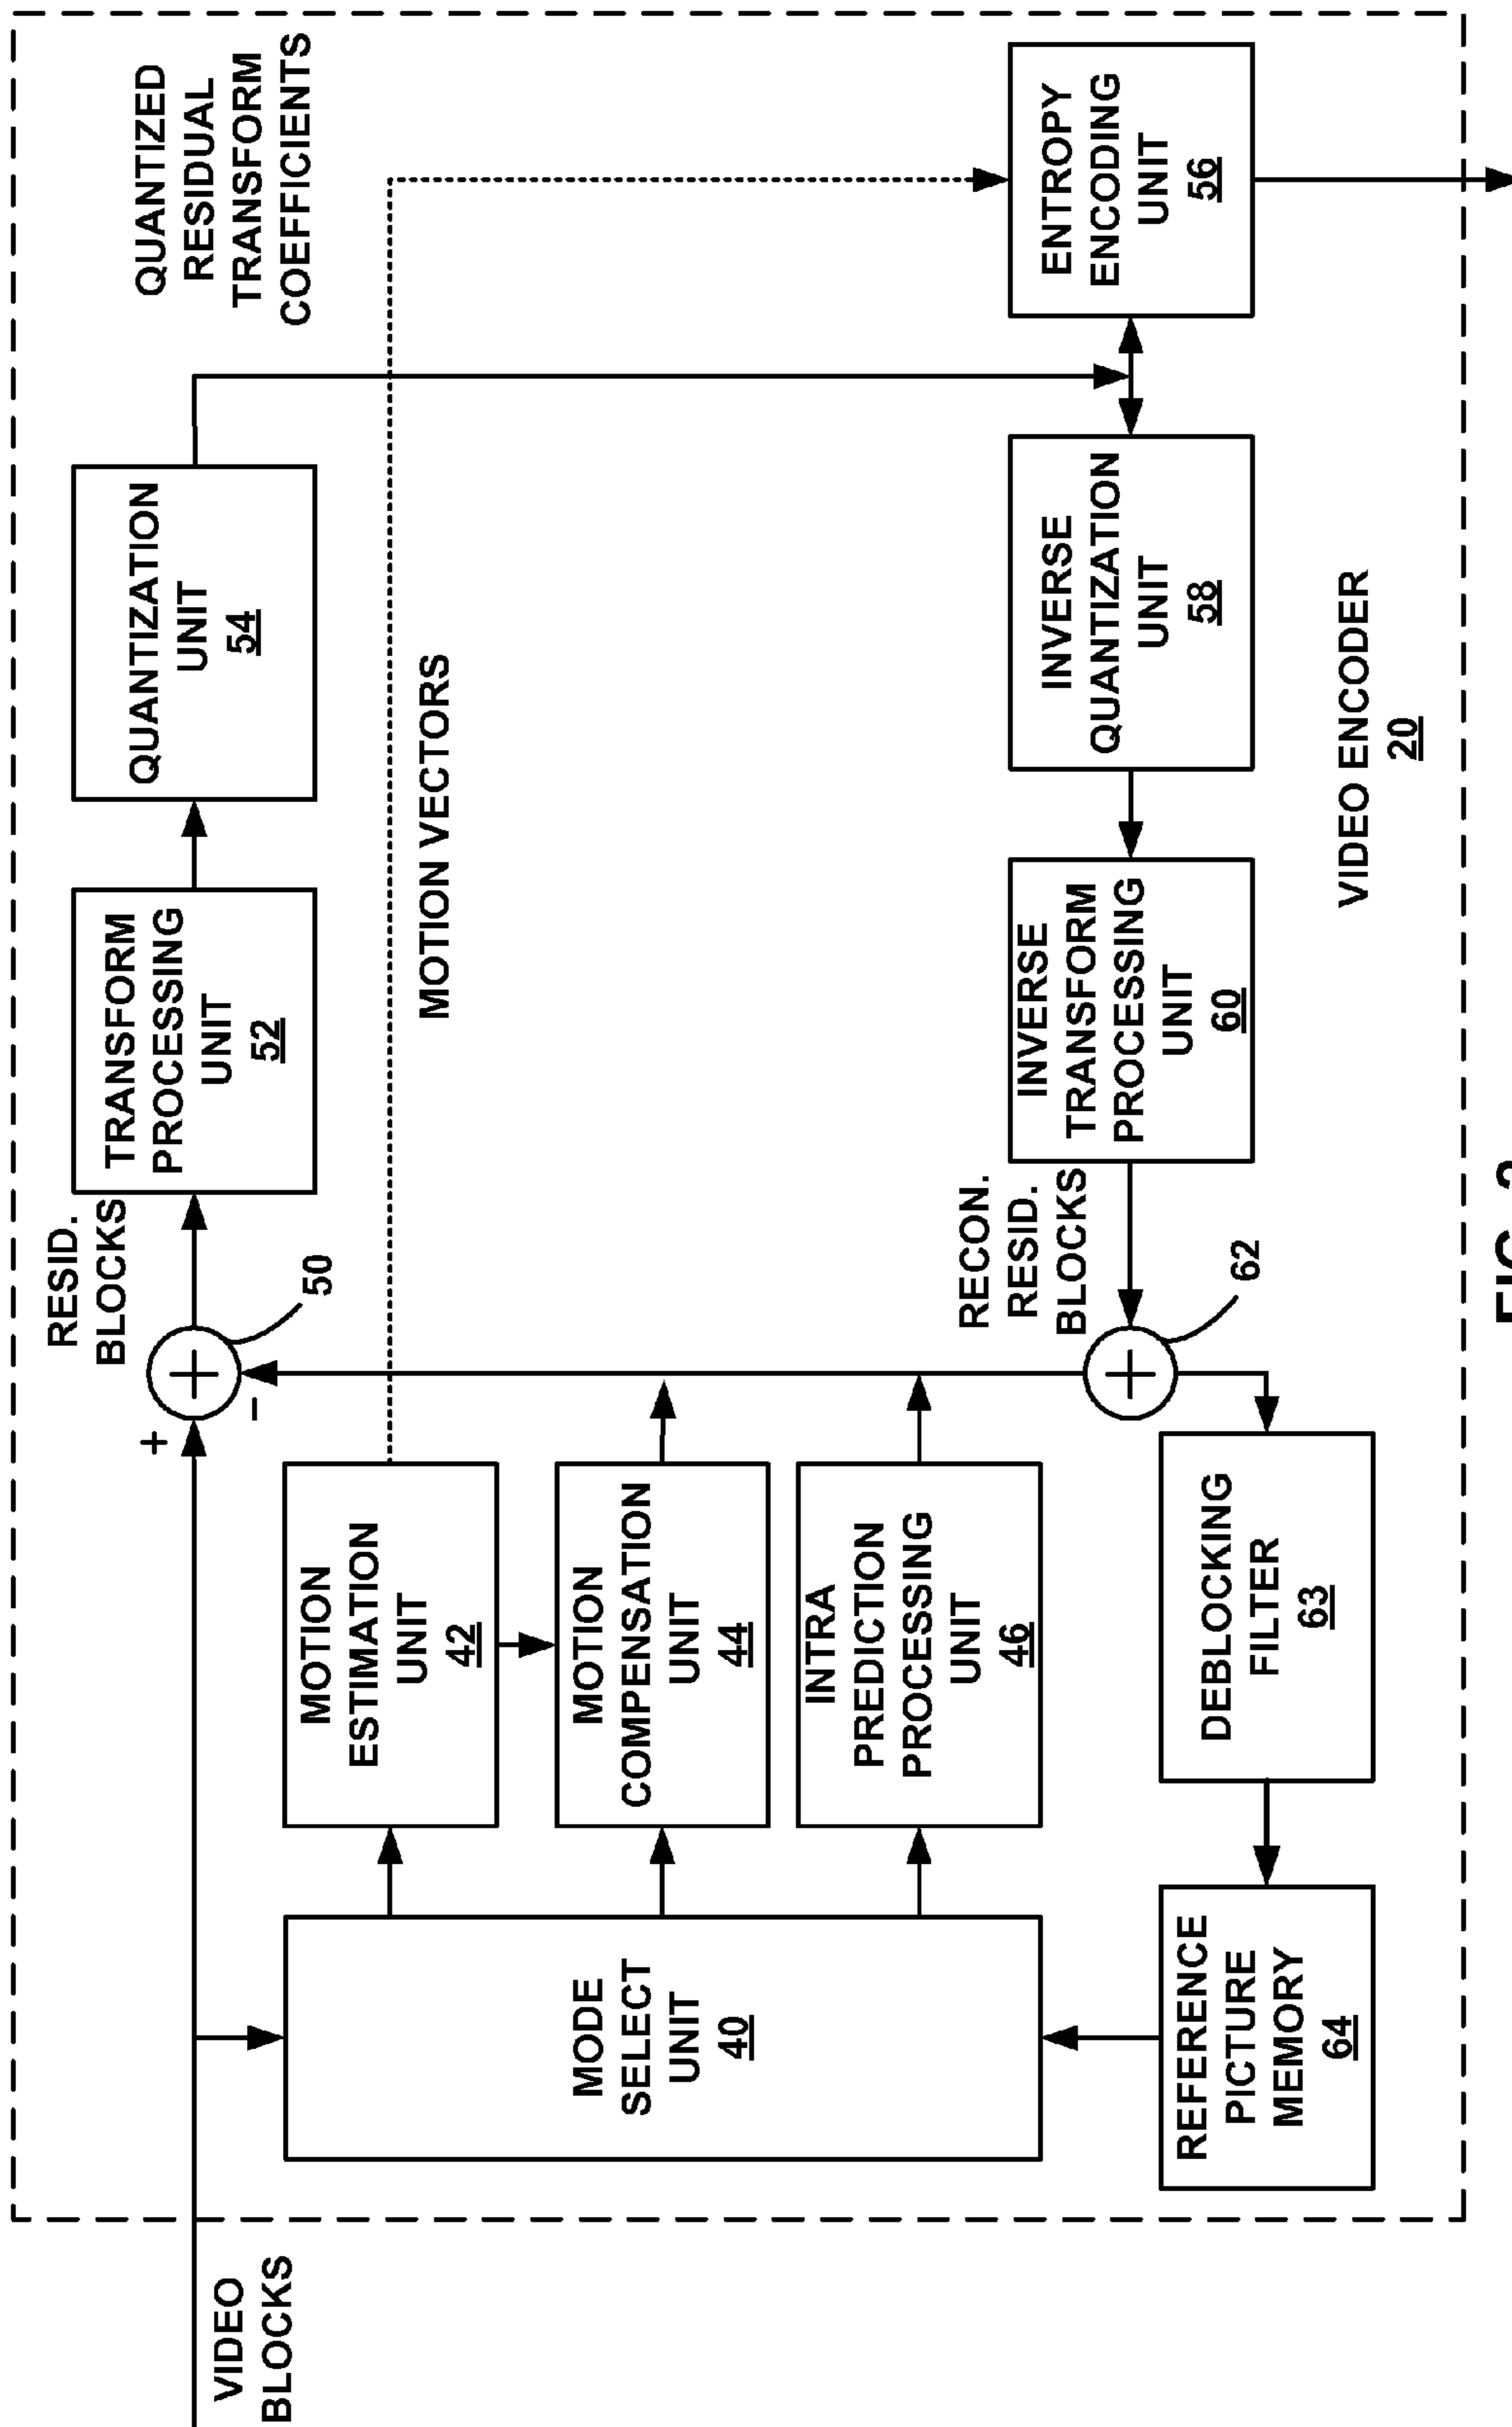 VIDEO
BLOCKS
MODE
SELECT
UNIT
40
MOTION
ESTIMATION
UNIT
42
MOTION
COMPENSATION
UNIT
44
INTRA
PREDICTION
PROCESSING
UNIT
46
REFERENCE
PICTURE
MEMORY
64
DEBLOCKING
FILTER
63
+
−
50
RESID.
BLOCKS
TRANSFORM
PROCESSING
UNIT
52
QUANTIZATION
UNIT
54
QUANTIZED
RESIDUAL
TRANSFORM
COEFFICIENTS
MOTION VECTORS
62
RECON.
RESID.
BLOCKS
INVERSE
TRANSFORM
PROCESSING
UNIT
60
INVERSE
QUANTIZATION
UNIT
58
ENTROPY
ENCODING
UNIT
56
VIDEO ENCODER
20
FIG.